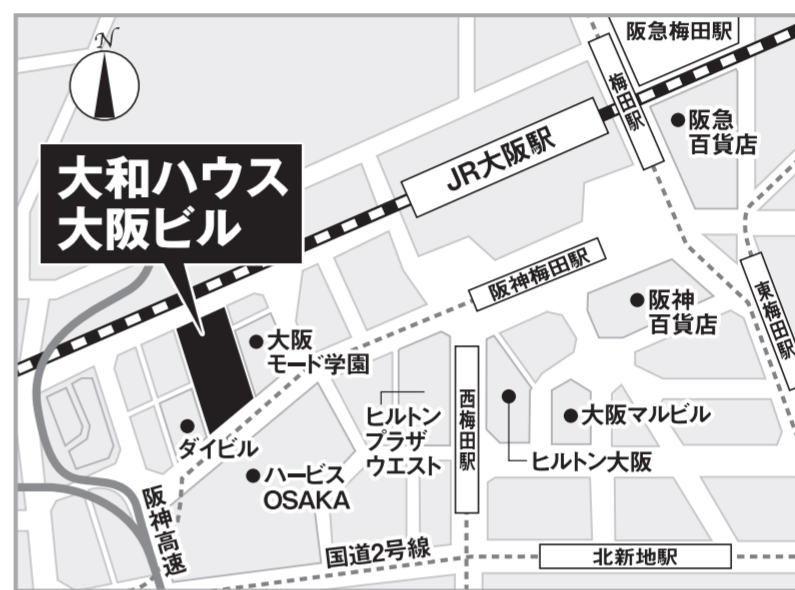 N
阪急梅田駅
梅田駅
阪急
百貨店
JR大阪駅
大和ハウス
大阪ビル
阪神梅田駅
阪神
百貨店
東梅田駅
大阪
モード学園
西梅田駅
ヒルトン
プラザ
ウエスト
大阪マルビル
ヒルトン大阪
ダイビル
ハービス
OSAKA
阪神高速
国道2号線
北新地駅